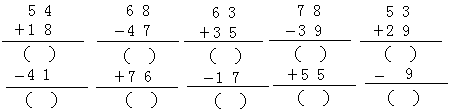 5 4 6 8 6 3 7 8 5 3
+1 8 −4 7 +3 5 −3 9 +2 9
( ) ( ) ( ) ( ) ( )
−4 1 +7 6 −1 7 +5 5 − 9
( ) ( ) ( ) ( ) ( )